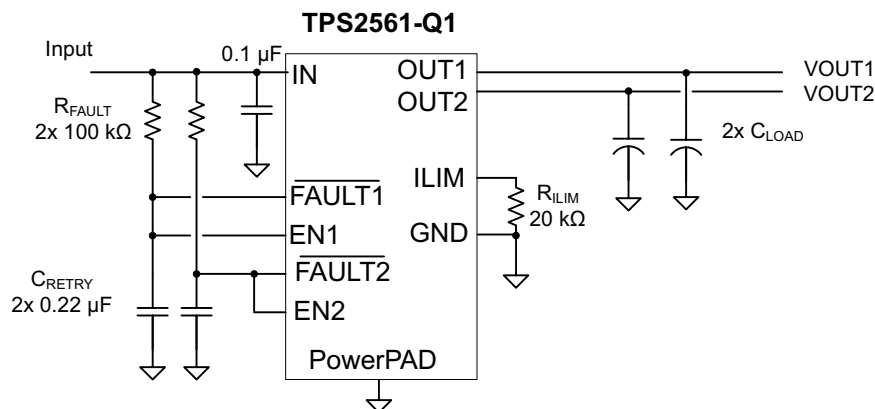 TPS2561-Q1
Input
0.1 µF
IN
OUT1
VOUT1
OUT2
VOUT2
RFAULT
2x 100 kΩ
2x CLOAD
ILIM
FAULT1
RILIM
20 kΩ
GND
EN1
FAULT2
CRETRY
2x 0.22 µF
EN2
PowerPAD